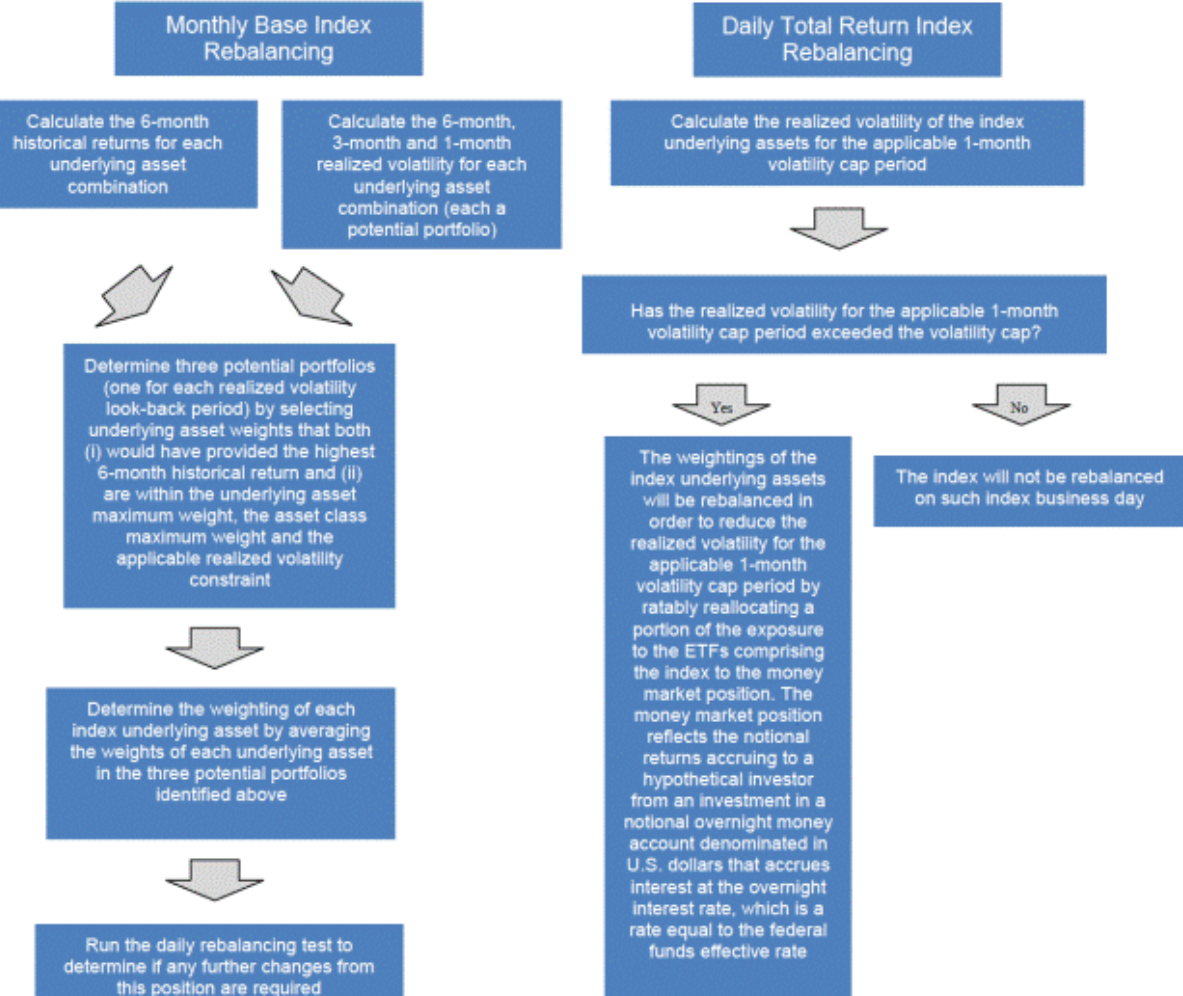 Monthly Base Index
Rebalancing
Calculate the 6-month
historical returns for each
underlying asset
combination
Calculate the 6-month,
3-month and 1-month
realized volatility for each
underlying asset
combination (each a
potential portfolio)
Determine three potential portfolios
(one for each realized volatility
look-back period) by selecting
underlying asset weights that both
(i) would have provided the highest
6-month historical return and (ii)
are within the underlying asset
maximum weight, the asset class
maximum weight and the
applicable realized volatility
constraint
Determine the weighting of each
index underlying asset by averaging
the weights of each underlying asset
in the three potential portfolios
identified above
Run the daily rebalancing test to
determine if any further changes from
this position are required
Daily Total Return Index
Rebalancing
Calculate the realized volatility of the index
underlying assets for the applicable 1-month
volatility cap period
Has the realized volatility for the applicable 1-month
volatility cap period exceeded the volatility cap?
Yes
No
The weightings of the
index underlying assets
will be rebalanced in
order to reduce the
realized volatility for the
applicable 1-month
volatility cap period by
ratably reallocating a
portion of the exposure
to the ETFs comprising
the index to the money
market position. The
money market position
reflects the notional
returns accruing to a
hypothetical investor
from an investment in a
notional overnight money
account denominated in
U.S. dollars that accrues
interest at the overnight
interest rate, which is a
rate equal to the federal
funds effective rate
The index will not be rebalanced
on such index business day